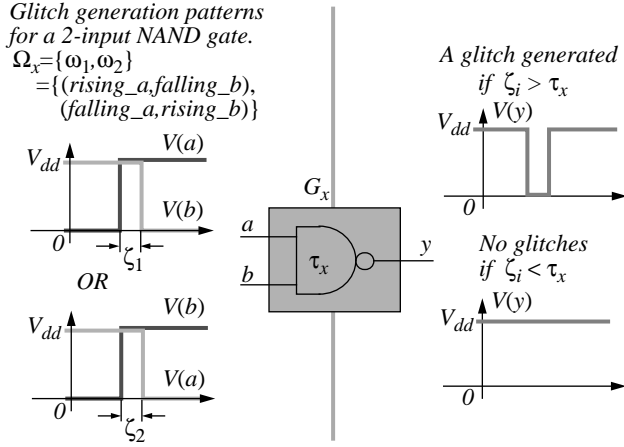 Glitch generation patterns
for a 2-input NAND gate.
Ωx={ω1,ω2}
={(rising_a,falling_b),
(falling_a,rising_b)}
Vdd
V(a)
V(b)
0
ζ1
OR
Vdd
V(b)
V(a)
0
ζ2
Gx
a
b
τx
y
A glitch generated
if ζi > τx
Vdd
V(y)
0
No glitches
if ζi < τx
V(y)
Vdd
0